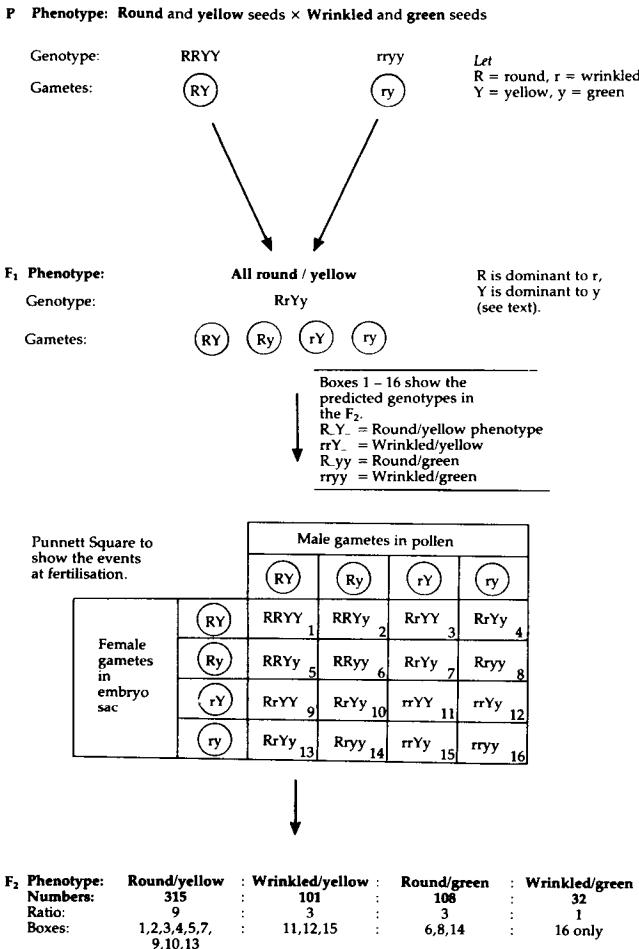 P Phenotype: Round and yellow seeds × Wrinkled and green seeds
Genotype: RRYY rryy
Let
Gametes: RY ry
R = round, r = wrinkled
Y = yellow, y = green
F₁ Phenotype: All round / yellow
R is dominant to r,
Genotype: RrYy
Y is dominant to y
(see text).
Gametes: RY Ry rY ry
Boxes 1 – 16 show the
predicted genotypes in
the F₂.
R_Y_ = Round/yellow phenotype
rrY_ = Wrinkled/yellow
R_yy = Round/green
rryy = Wrinkled/green
Punnett Square to
show the events
at fertilisation.
Male gametes in pollen
RY Ry rY ry
Female
gametes
in
embryo
sac
RY RRYY 1 RRYy 2 RrYY 3 RrYy 4
Ry RRYy 5 RRyy 6 RrYy 7 Rryy 8
rY RrYY 9 RrYy 10 rrYY 11 rrYy 12
ry RrYy 13 Rryy 14 rrYy 15 rryy 16
F₂ Phenotype: Round/yellow : Wrinkled/yellow : Round/green : Wrinkled/green
Numbers: 315 : 101 : 108 : 32
Ratio: 9 : 3 : 3 : 1
Boxes: 1,2,3,4,5,7, : 11,12,15 : 6,8,14 : 16 only
9,10,13